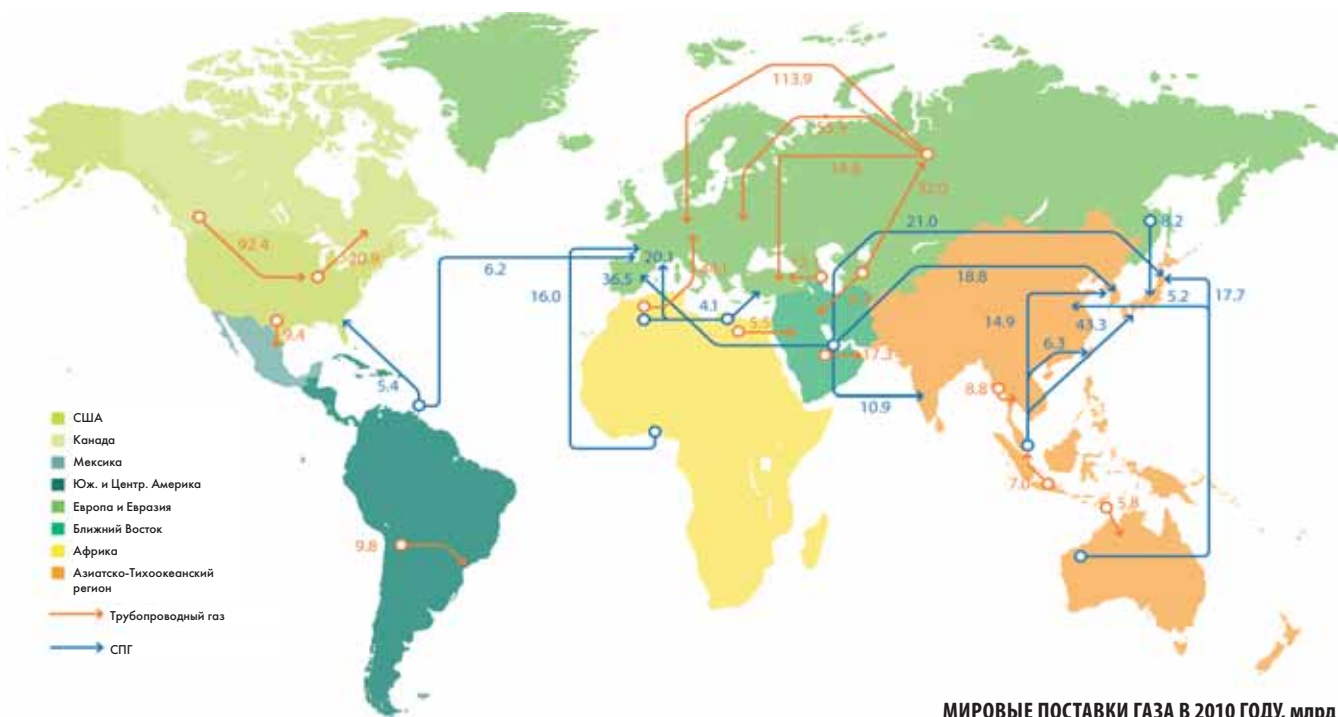 113.9
55.9
16.8
32.0
92.4
20.9
21.0
8.2
6.2
20.1
36.5
44.1
18.8
16.0
4.1
5.5
5.2
17.7
9.4
14.9
43.3
6.3
17.3
5.4
10.9
8.8
США
Канада
Мексика
Юж. и Центр. Америка
Европа и Евразия
Ближний Восток
Африка
Азиатско-Тихоокеанский
регион
7.0
5.8
9.8
Трубопроводный газ
СПГ
МИРОВЫЕ ПОСТАВКИ ГАЗА В 2010 ГОДУ, млрд